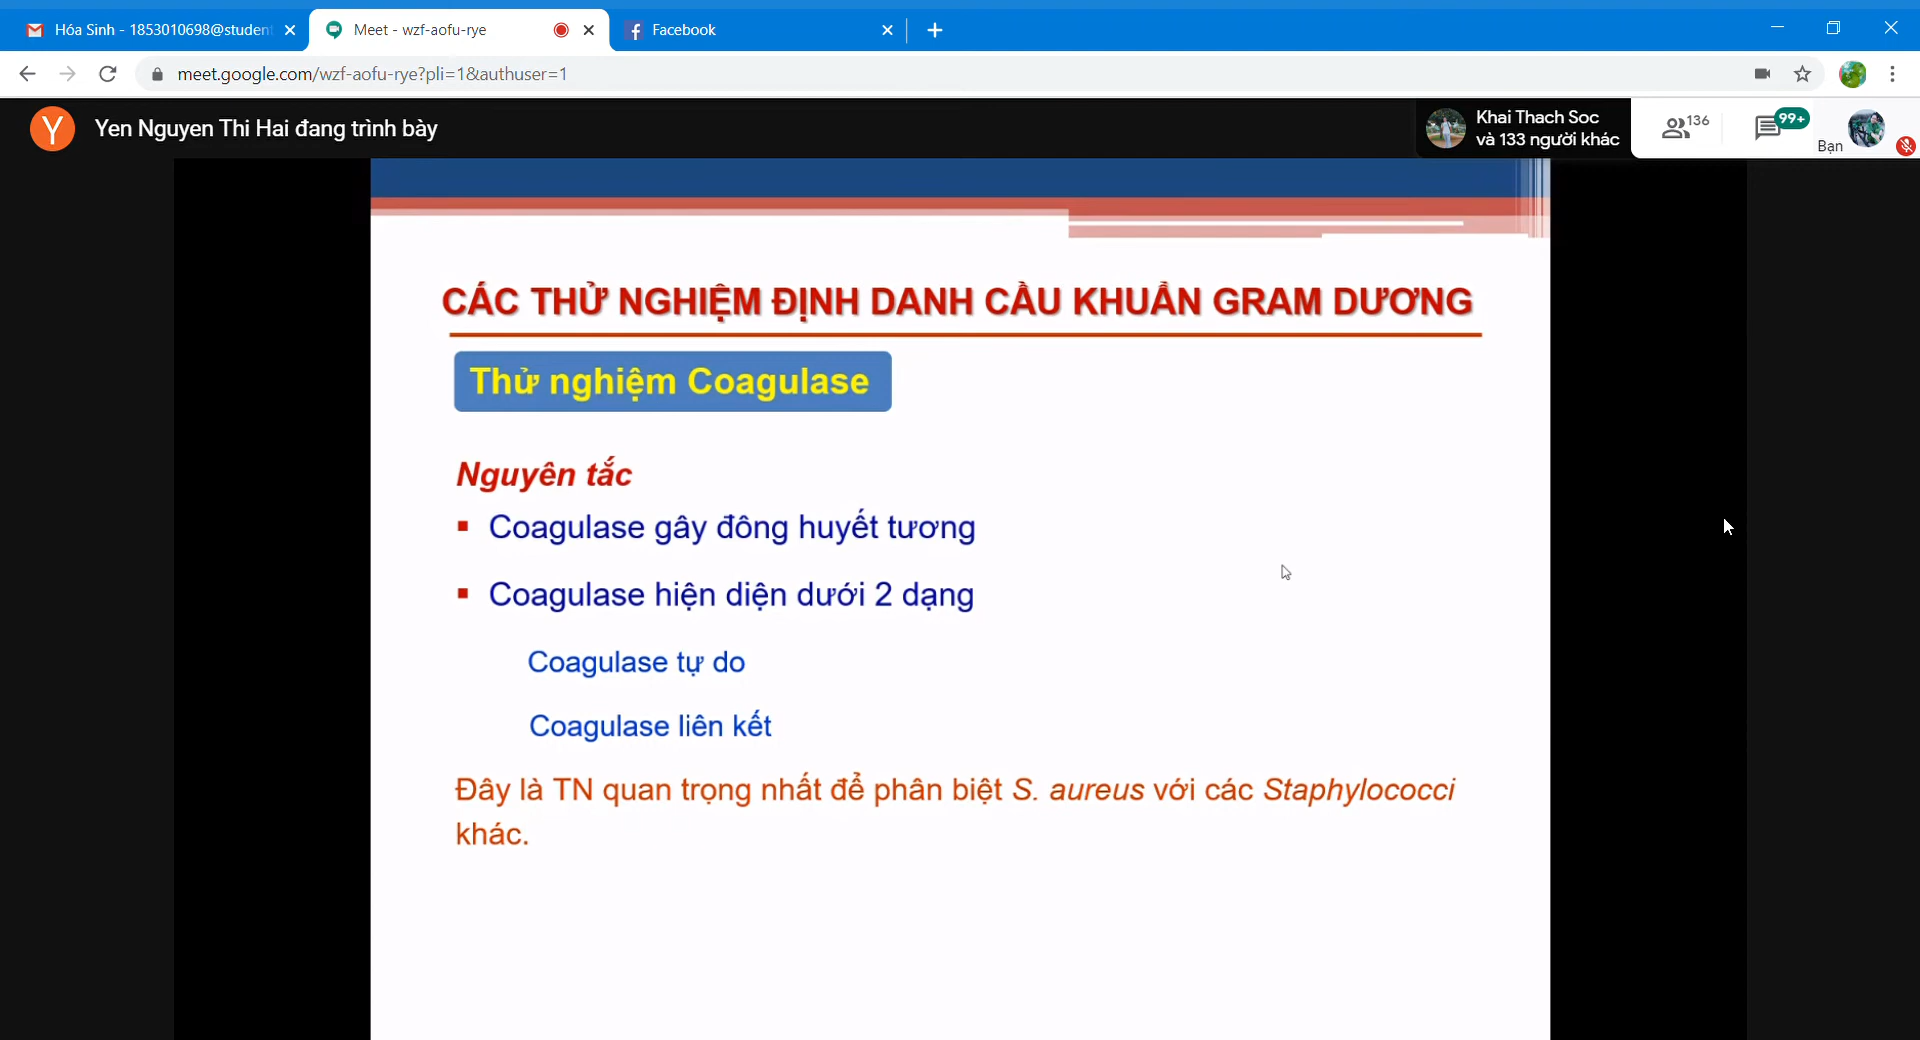 Hóa Sinh - 1853010698@student
Meet - wzf-aofu-rye
Facebook
meet.google.com/wzf-aofu-rye?pli=1&authuser=1
Y
Yen Nguyen Thi Hai đang trình bày
Khai Thach Soc
và 133 người khác
136
99+
Bạn
CÁC THỬ NGHIỆM ĐỊNH DANH CẦU KHUẨN GRAM DƯƠNG
Thử nghiệm Coagulase
Nguyên tắc
Coagulase gây đông huyết tương
Coagulase hiện diện dưới 2 dạng
Coagulase tự do
Coagulase liên kết
Đây là TN quan trọng nhất để phân biệt S. aureus với các Staphylococci
khác.